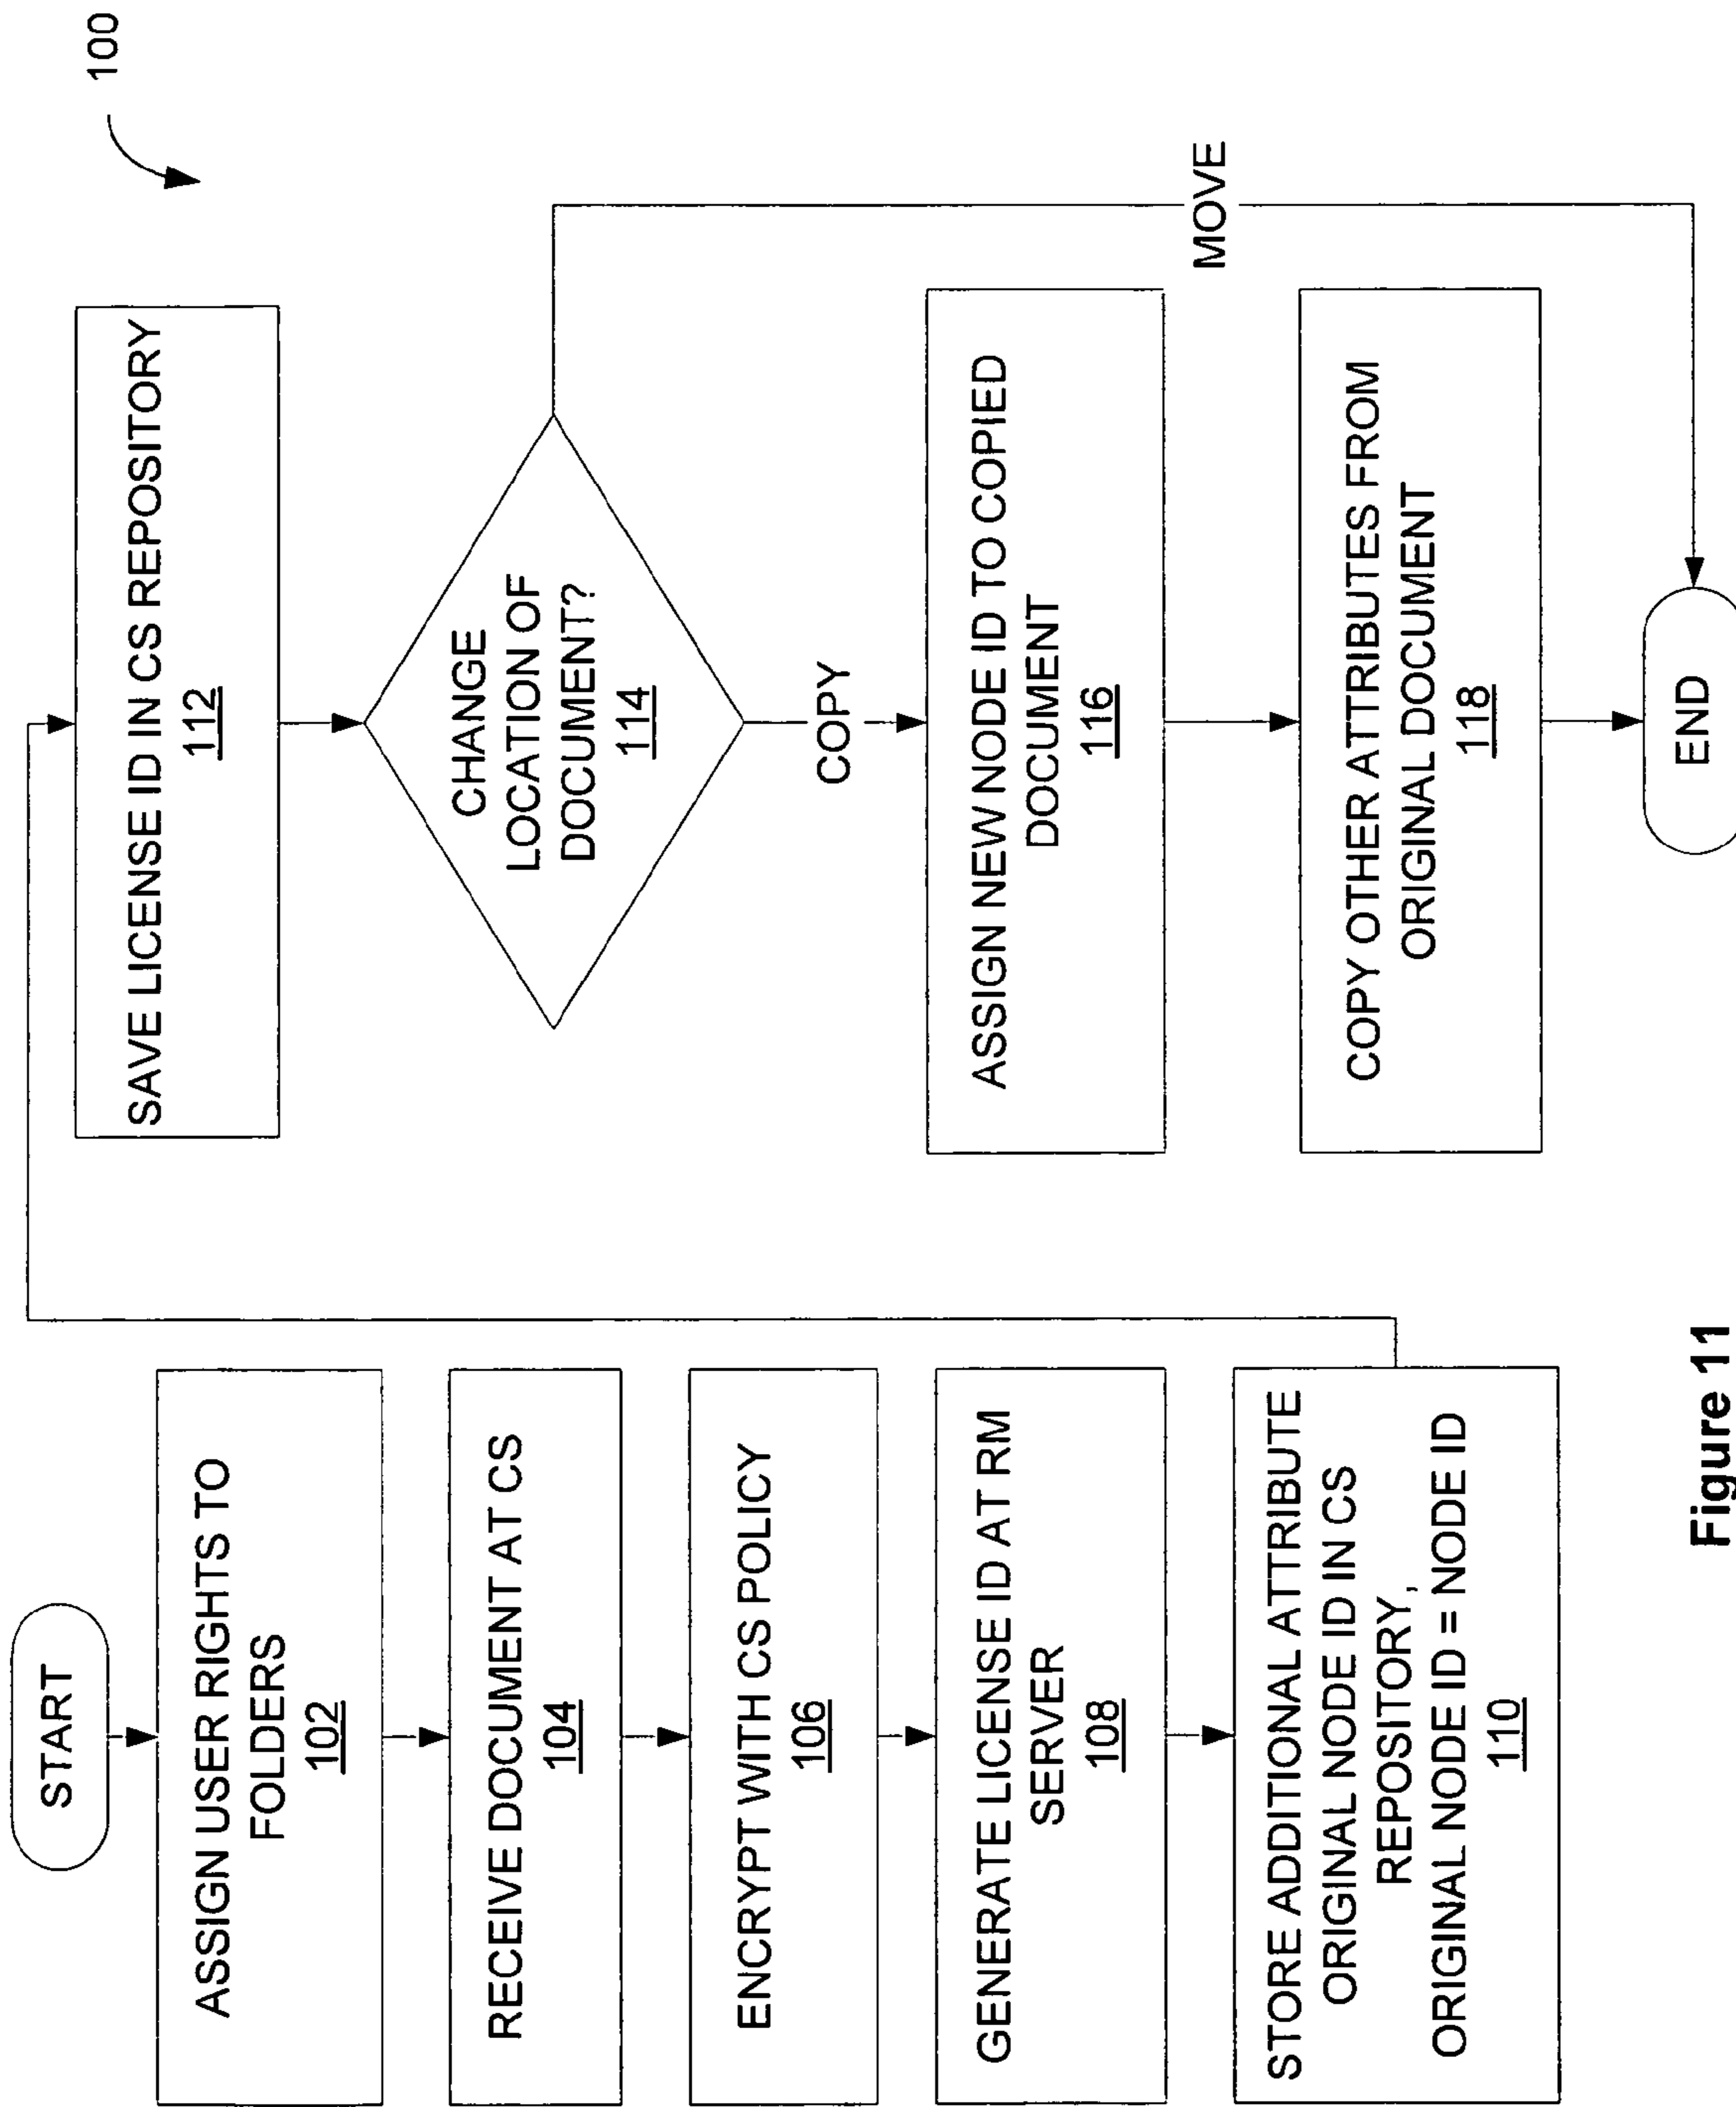 100
START
ASSIGN USER RIGHTS TO
FOLDERS
102
RECEIVE DOCUMENT AT CS
104
ENCRYPT WITH CS POLICY
106
GENERATE LICENSE ID AT RM
SERVER
108
STORE ADDITIONAL ATTRIBUTE
ORIGINAL NODE ID IN CS
REPOSITORY,
ORIGINAL NODE ID = NODE ID
110
SAVE LICENSE ID IN CS REPOSITORY
112
CHANGE
LOCATION OF
DOCUMENT?
114
COPY
MOVE
ASSIGN NEW NODE ID TO COPIED
DOCUMENT
116
COPY OTHER ATTRIBUTES FROM
ORIGINAL DOCUMENT
118
END
Figure 11